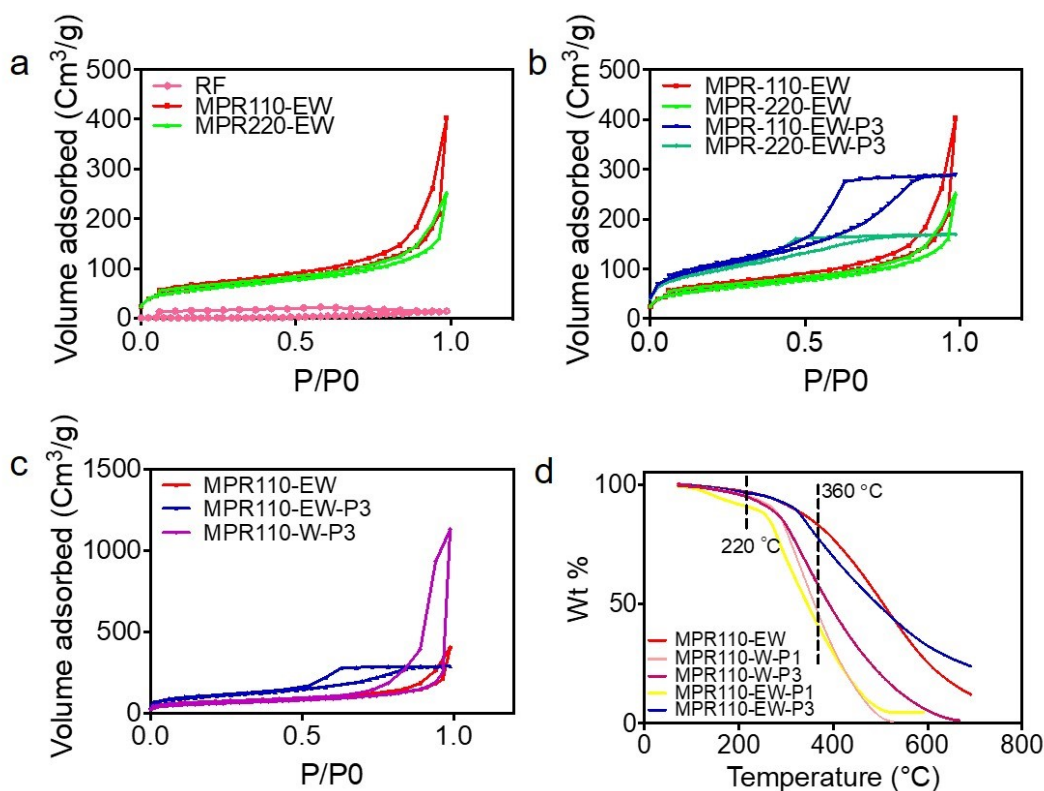 a
Volume adsorbed (Cm³/g)
500
400
300
200
100
0
RF
MPR110-EW
MPR220-EW
0.0
0.5
1.0
P/P0
b
Volume adsorbed (Cm³/g)
500
400
300
200
100
0
MPR-110-EW
MPR-220-EW
MPR-110-EW-P3
MPR-220-EW-P3
0.0
0.5
1.0
P/P0
c
Volume adsorbed (Cm³/g)
1500
1000
500
0
MPR110-EW
MPR110-EW-P3
MPR110-W-P3
0.0
0.5
1.0
P/P0
d
Wt %
100
50
0
360 °C
220 °C
MPR110-EW
MPR110-W-P1
MPR110-W-P3
MPR110-EW-P1
MPR110-EW-P3
0
200
400
600
800
Temperature (°C)